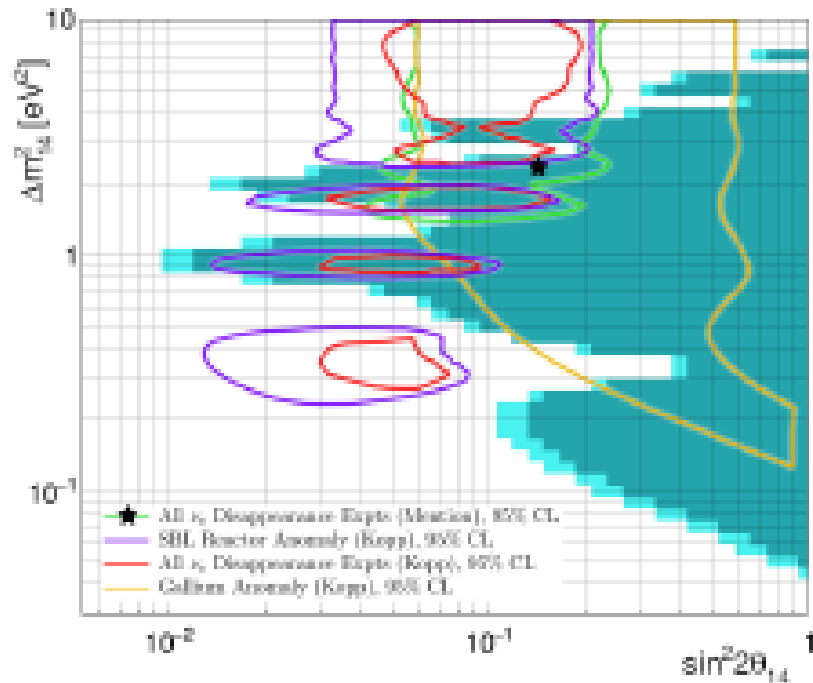 10
Δm²₁₄ [eV²]
1
10⁻¹
All νₑ Disappearance Expts (Mention), 95% CL
SBL Reactor Anomaly (Kopp), 95% CL
All νₑ Disappearance Expts (Kopp), 95% CL
Gallium Anomaly (Kopp), 95% CL
10⁻² 10⁻¹ 1
sin²2θ₁₄